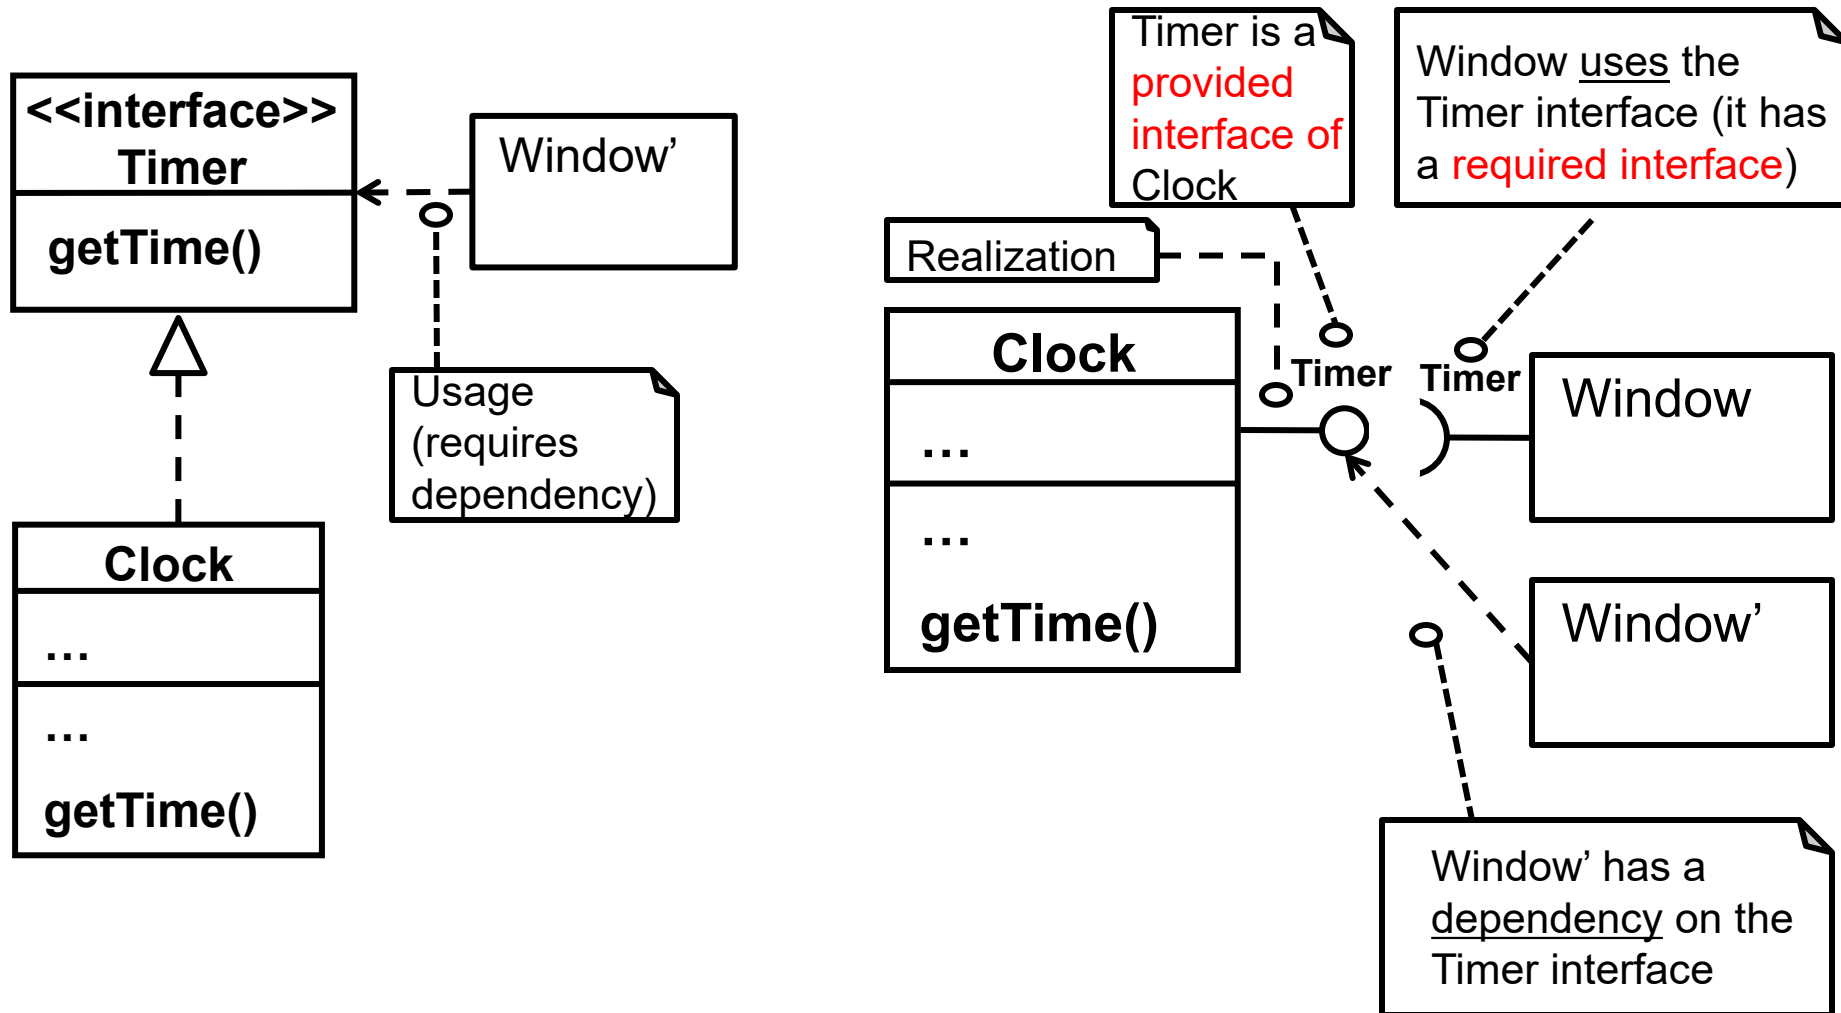 <<interface>>
Timer
getTime()
Window’
Usage
(requires
dependency)
Clock
…
…
getTime()
Timer is a
provided
interface of
Clock
Window uses the
Timer interface (it has
a required interface)
Realization
Clock
…
…
getTime()
Timer
Timer
Window
Window’
Window’ has a
dependency on the
Timer interface